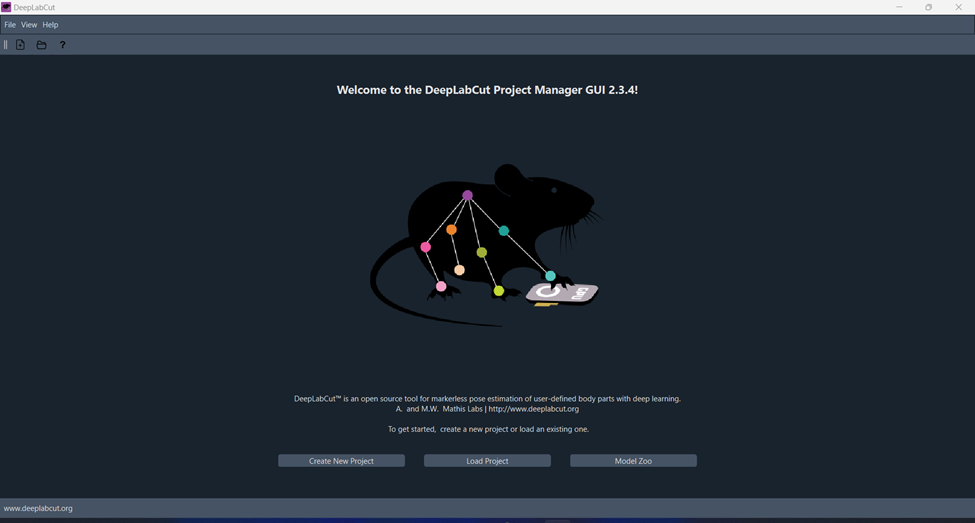 DeepLabCut
File View Help
?
Welcome to the DeepLabCut Project Manager GUI 2.3.4!
GPU
DeepLabCut™ is an open source tool for markerless pose estimation of user-defined body parts with deep learning.
A. and M.W. Mathis Labs | http://www.deeplabcut.org
To get started, create a new project or load an existing one.
Create New Project
Load Project
Model Zoo
www.deeplabcut.org